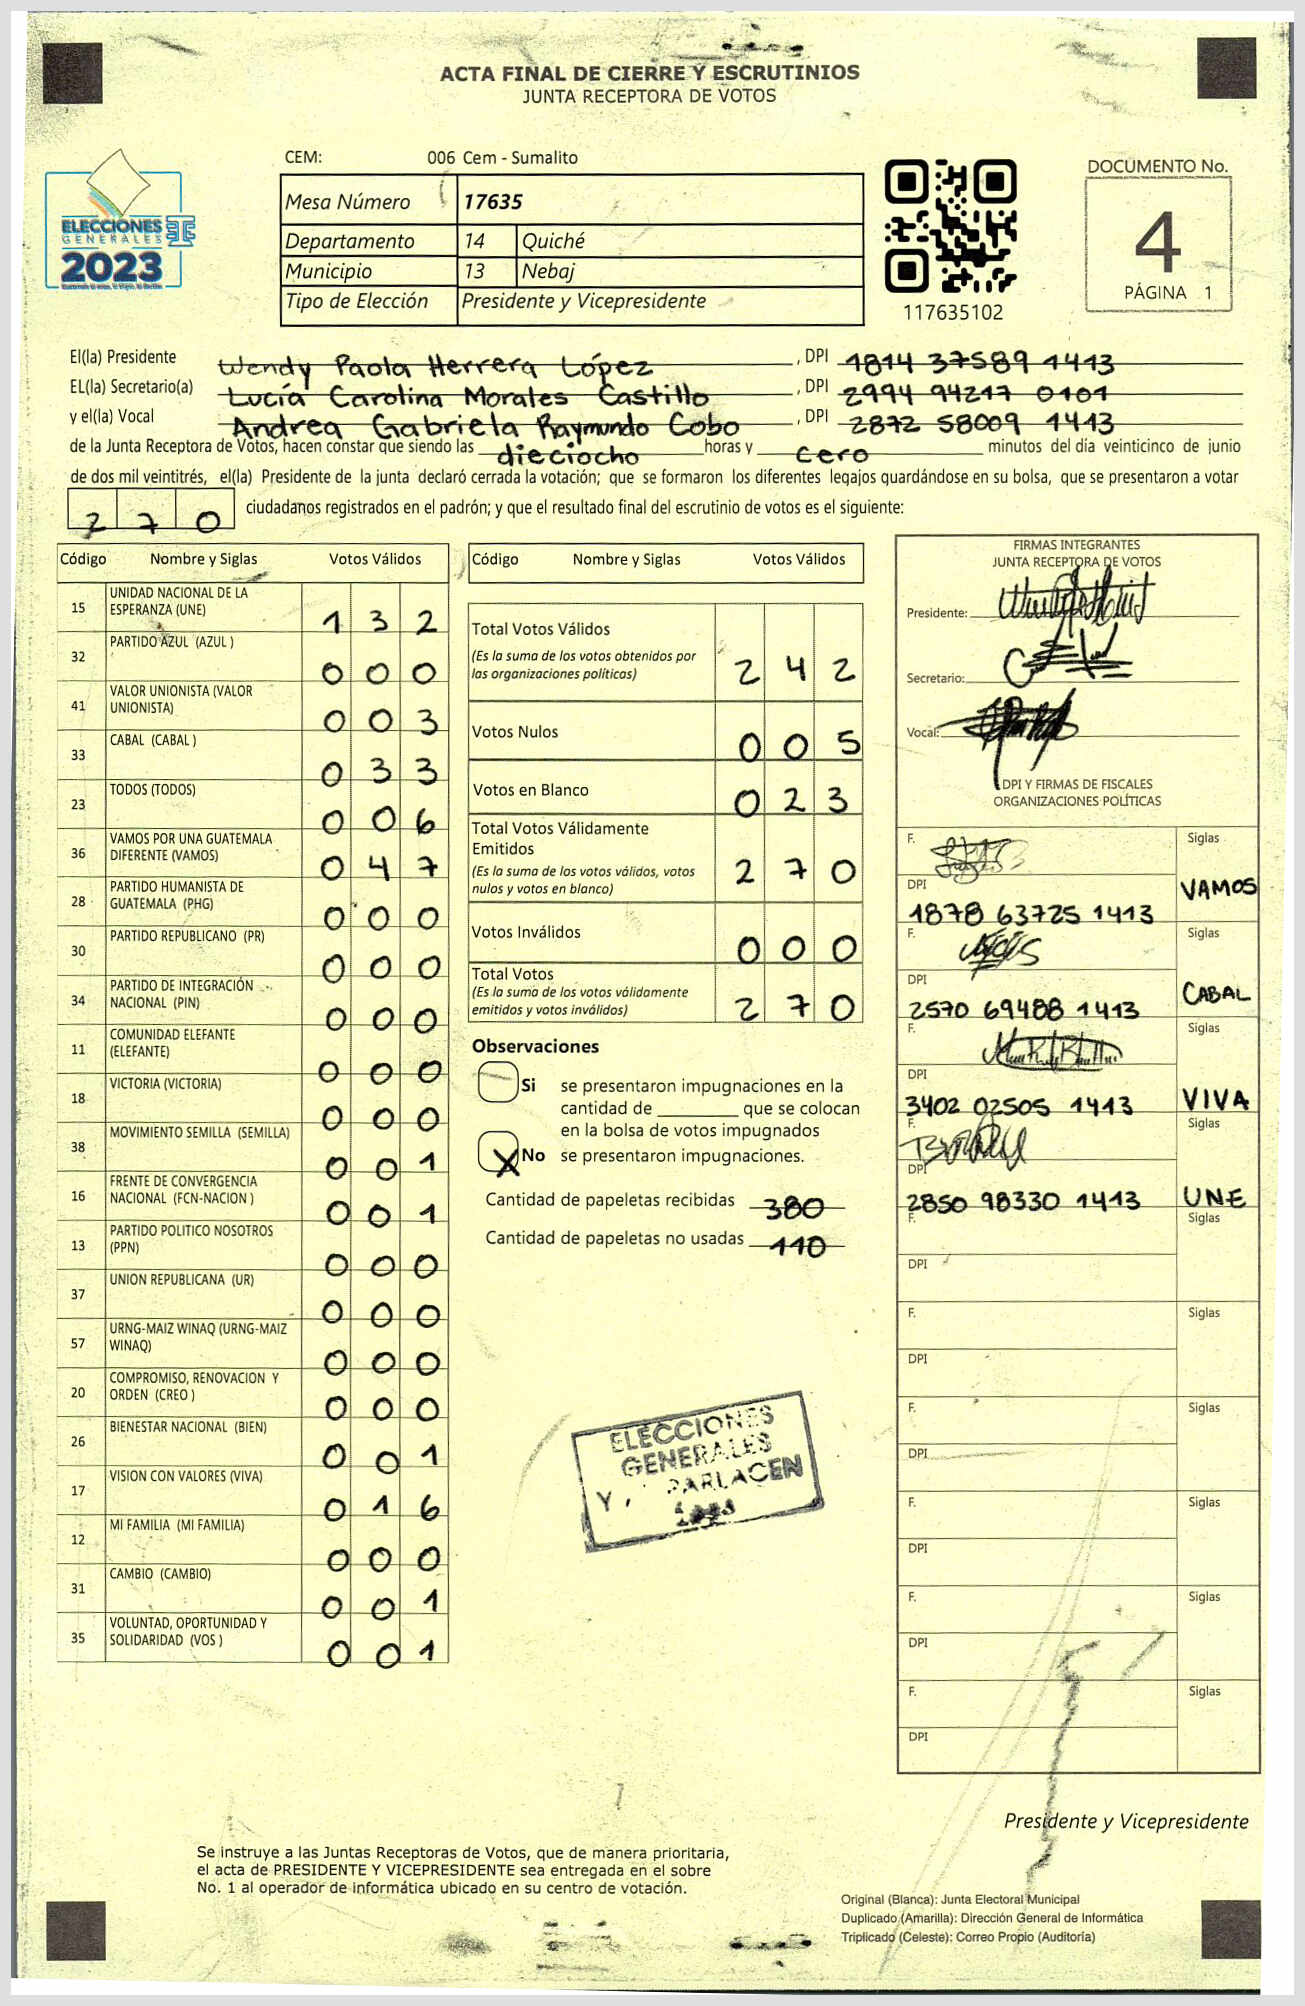 ACTA FINAL DE CIERRE Y ESCRUTINIOS
JUNTA RECEPTORA DE VOTOS
CEM: 006 Cem - Sumalito
ELECCIONES
GENERALES
2023
Mesa Número 17635
Departamento 14 Quiché
Municipio 13 Nebaj
Tipo de Elección Presidente y Vicepresidente
117635102
DOCUMENTO No.
4
PÁGINA 1
El(la) Presidente Wendy Paola Herrera López , DPI 1814 37589 1413
EL(la) Secretario(a) Lucía Carolina Morales Castillo , DPI 2994 94217 0101
y el(la) Vocal Andrea Gabriela Raymundo Cobo , DPI 2872 58009 1413
de la Junta Receptora de Votos, hacen constar que siendo las dieciocho horas y cero minutos del día veinticinco de junio
de dos mil veintitrés, el(la) Presidente de la junta declaró cerrada la votación; que se formaron los diferentes legajos guardándose en su bolsa, que se presentaron a votar
270 ciudadanos registrados en el padrón; y que el resultado final del escrutinio de votos es el siguiente:
Código Nombre y Siglas Votos Válidos
15 UNIDAD NACIONAL DE LA
ESPERANZA (UNE) 1 3 2
32 PARTIDO AZUL (AZUL ) 0 0 0
41 VALOR UNIONISTA (VALOR
UNIONISTA) 0 0 3
33 CABAL (CABAL ) 0 3 3
23 TODOS (TODOS) 0 0 6
36 VAMOS POR UNA GUATEMALA
DIFERENTE (VAMOS) 0 4 7
28 PARTIDO HUMANISTA DE
GUATEMALA (PHG) 0 0 0
30 PARTIDO REPUBLICANO (PR) 0 0 0
34 PARTIDO DE INTEGRACIÓN
NACIONAL (PIN) 0 0 0
11 COMUNIDAD ELEFANTE
(ELEFANTE) 0 0 0
18 VICTORIA (VICTORIA) 0 0 0
38 MOVIMIENTO SEMILLA (SEMILLA) 0 0 1
16 FRENTE DE CONVERGENCIA
NACIONAL (FCN-NACION ) 0 0 1
13 PARTIDO POLITICO NOSOTROS
(PPN) 0 0 0
37 UNION REPUBLICANA (UR) 0 0 0
57 URNG-MAIZ WINAQ (URNG-MAIZ
WINAQ) 0 0 0
20 COMPROMISO, RENOVACION Y
ORDEN (CREO ) 0 0 0
26 BIENESTAR NACIONAL (BIEN) 0 0 1
17 VISION CON VALORES (VIVA) 0 1 6
12 MI FAMILIA (MI FAMILIA) 0 0 0
31 CAMBIO (CAMBIO) 0 0 1
35 VOLUNTAD, OPORTUNIDAD Y
SOLIDARIDAD (VOS ) 0 0 1
Código Nombre y Siglas Votos Válidos
Total Votos Válidos
(Es la suma de los votos obtenidos por
las organizaciones políticas) 2 4 2
Votos Nulos 0 0 5
Votos en Blanco 0 2 3
Total Votos Válidamente
Emitidos
(Es la suma de los votos válidos, votos
nulos y votos en blanco) 2 7 0
Votos Inválidos 0 0 0
Total Votos
(Es la suma de los votos válidamente
emitidos y votos inválidos) 2 7 0
Observaciones
Si se presentaron impugnaciones en la
cantidad de ________ que se colocan
en la bolsa de votos impugnados
X No se presentaron impugnaciones.
Cantidad de papeletas recibidas 380
Cantidad de papeletas no usadas 110
ELECCIONES
GENERALES
Y PARLACEN
FIRMAS INTEGRANTES
JUNTA RECEPTORA DE VOTOS
Presidente:
Secretario:
Vocal:
DPI Y FIRMAS DE FISCALES
ORGANIZACIONES POLÍTICAS
F. Siglas
DPI VAMOS
1878 63725 1413
F. Siglas
DPI CABAL
2570 69488 1413
F. Siglas
DPI VIVA
3402 02505 1413
F. Siglas
DPI UNE
2850 98330 1413
F. Siglas
DPI
F. Siglas
DPI
F. Siglas
DPI
F. Siglas
DPI
F. Siglas
DPI
F. Siglas
DPI
Presidente y Vicepresidente
Se instruye a las Juntas Receptoras de Votos, que de manera prioritaria,
el acta de PRESIDENTE Y VICEPRESIDENTE sea entregada en el sobre
No. 1 al operador de informática ubicado en su centro de votación.
Original (Blanca): Junta Electoral Municipal
Duplicado (Amarilla): Dirección General de Informática
Triplicado (Celeste): Correo Propio (Auditoría)